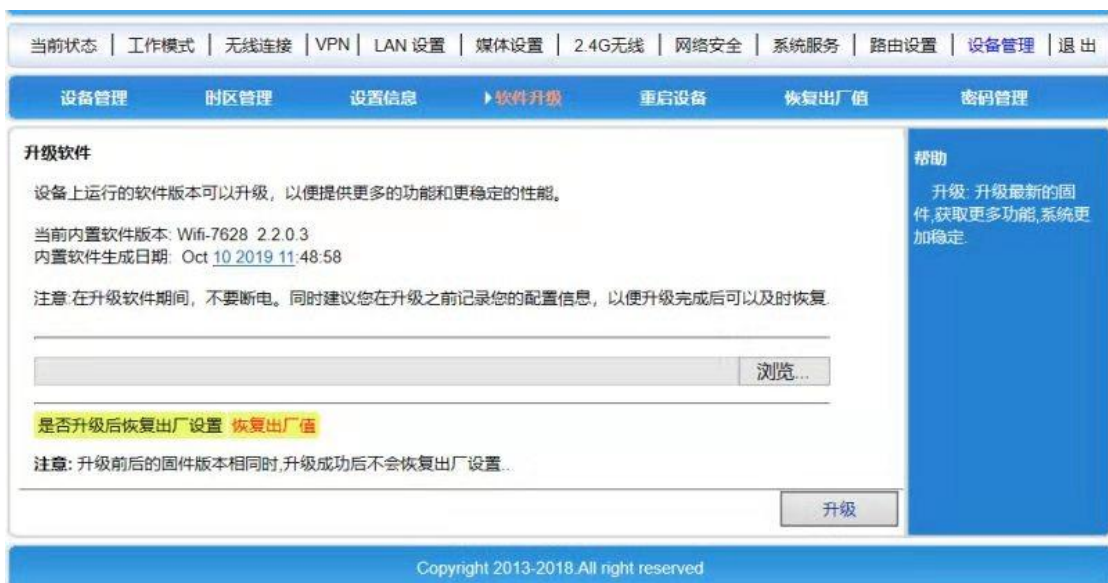 当前状态 | 工作模式 | 无线连接 | VPN | LAN 设置 | 媒体设置 | 2.4G无线 | 网络安全 | 系统服务 | 路由设置 | 设备管理 | 退出
设备管理 时区管理 设置信息 软件升级 重启设备 恢复出厂值 密码管理
升级软件
设备上运行的软件版本可以升级，以便提供更多的功能和更稳定的性能。
当前内置软件版本: Wifi-7628 2.2.0.3
内置软件生成日期: Oct 10 2019 11:48:58
注意:在升级软件期间，不要断电。同时建议您在升级之前记录您的配置信息，以便升级完成后可以及时恢复.
浏览...
是否升级后恢复出厂设置 恢复出厂值
注意: 升级前后的固件版本相同时,升级成功后不会恢复出厂设置...
升级
帮助
升级: 升级最新的固
件,获取更多功能,系统更
加稳定.
Copyright 2013-2018.All right reserved